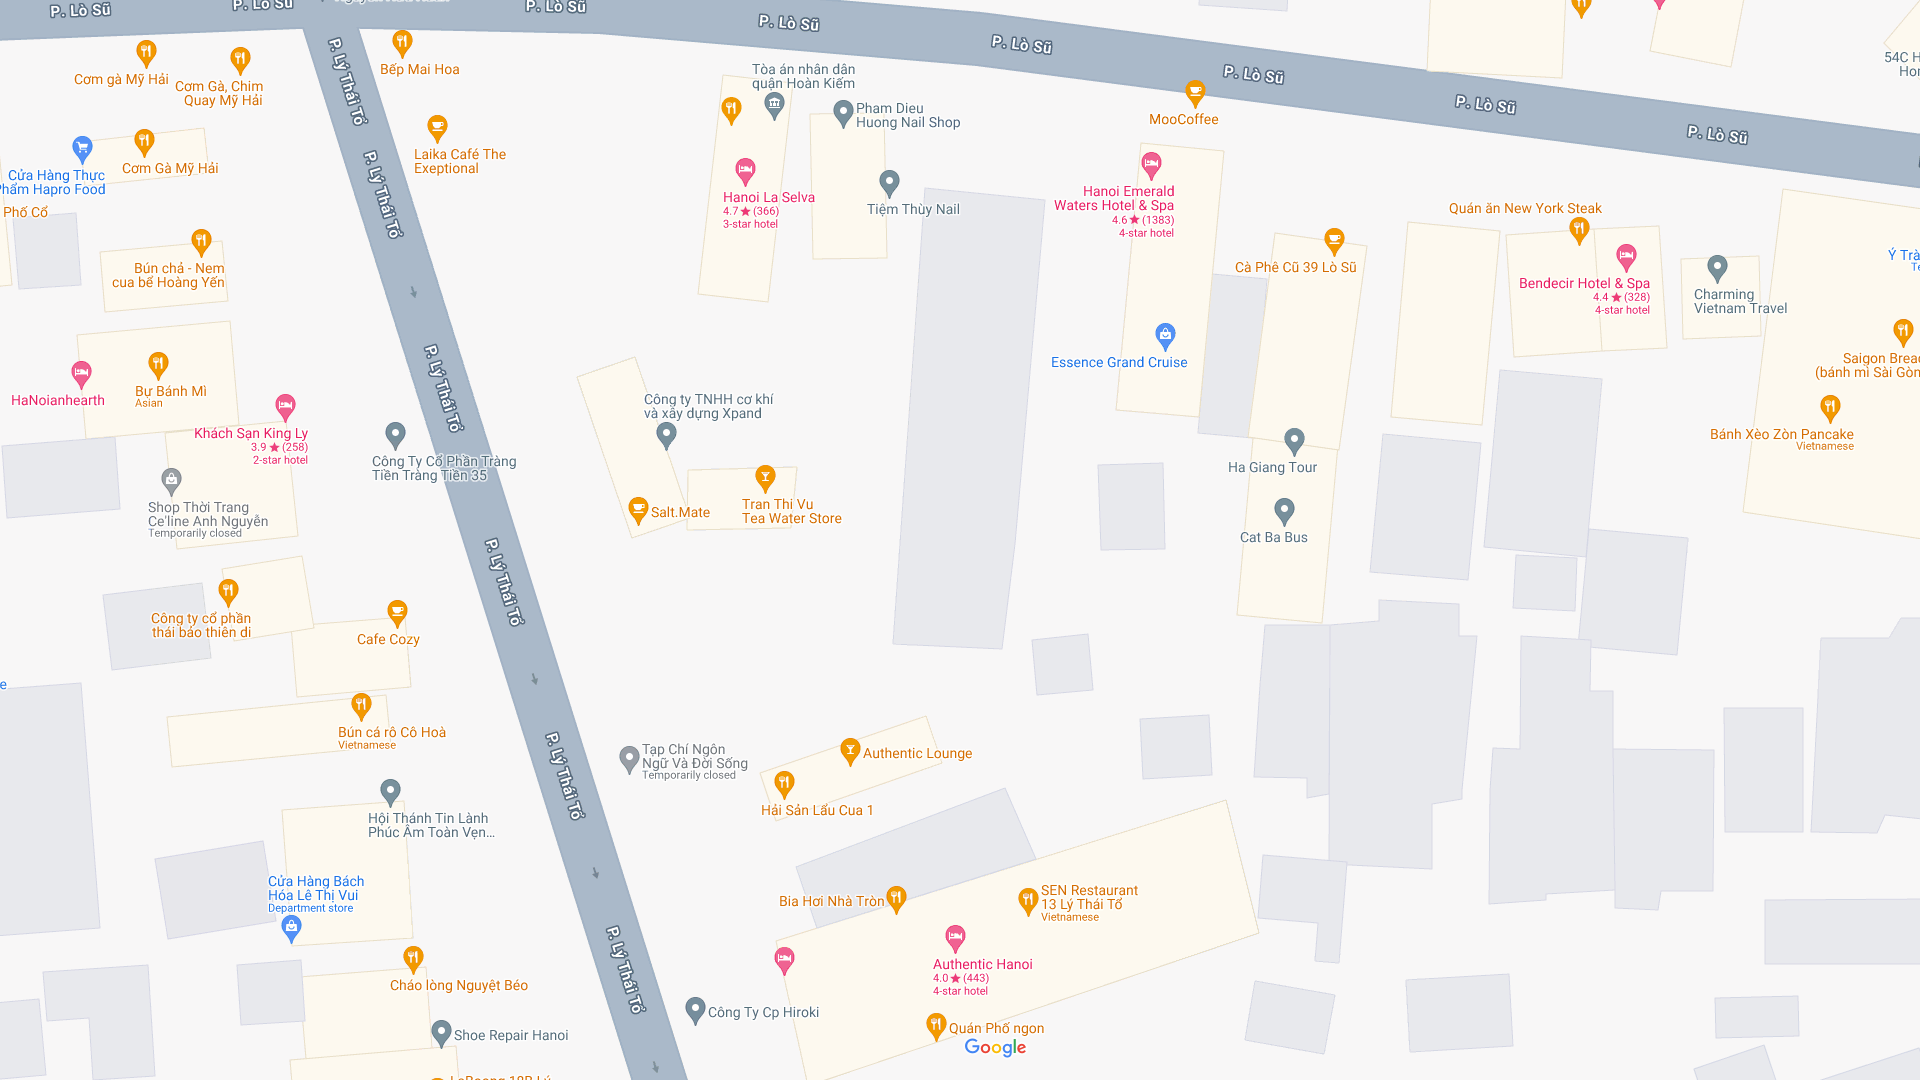 P. Lò Sũ
P. Lò Sũ
P. Lò Sũ
P. Lò Sũ
P. Lò Sũ
P. Lò Sũ
P. Lò Sũ
P. Lò Sũ
P. Lý Thái Tổ
P. Lý Thái Tổ
P. Lý Thái Tổ
P. Lý Thái Tổ
P. Lý Thái Tổ
P. Lý Thái Tổ
Cơm gà Mỹ Hải
Cơm Gà, Chim
Quay Mỹ Hải
Bếp Mai Hoa
Laika Café The
Exeptional
Cơm Gà Mỹ Hải
Cửa Hàng Thực
Phẩm Hapro Food
Phố Cổ
Bún chả - Nem
cua bể Hoàng Yến
HaNoianhearth
Bự Bánh Mì
Asian
Khách Sạn King Ly
3.9 ★ (258)
2-star hotel
Shop Thời Trang
Ce'line Anh Nguyễn
Temporarily closed
Công Ty Cổ Phần Tràng
Tiền Tràng Tiền 35
Công ty cổ phần
thái bảo thiên di
Cafe Cozy
Bún cá rô Cô Hoà
Vietnamese
Hội Thánh Tin Lành
Phúc Âm Toàn Vẹn...
Cửa Hàng Bách
Hóa Lê Thị Vui
Department store
Cháo lòng Nguyệt Béo
Shoe Repair Hanoi
Tòa án nhân dân
quận Hoàn Kiếm
Pham Dieu
Huong Nail Shop
Hanoi La Selva
4.7 ★ (366)
3-star hotel
Tiệm Thùy Nail
Công ty TNHH cơ khí
và xây dựng Xpand
Salt.Mate
Tran Thi Vu
Tea Water Store
Tạp Chí Ngôn
Ngữ Và Đời Sống
Temporarily closed
Authentic Lounge
Hải Sản Lẩu Cua 1
Bia Hơi Nhà Tròn
SEN Restaurant
13 Lý Thái Tổ
Vietnamese
Authentic Hanoi
4.0 ★ (443)
4-star hotel
Công Ty Cp Hiroki
Quán Phố ngon
Google
MooCoffee
Hanoi Emerald
Waters Hotel & Spa
4.6 ★ (1383)
4-star hotel
Cà Phê Cũ 39 Lò Sũ
Essence Grand Cruise
Ha Giang Tour
Cat Ba Bus
Quán ăn New York Steak
Bendecir Hotel & Spa
4.4 ★ (328)
4-star hotel
Charming
Vietnam Travel
Saigon Brea
(bánh mì Sài Gòn
Bánh Xèo Zòn Pancake
Vietnamese
54C H
Ý Trà